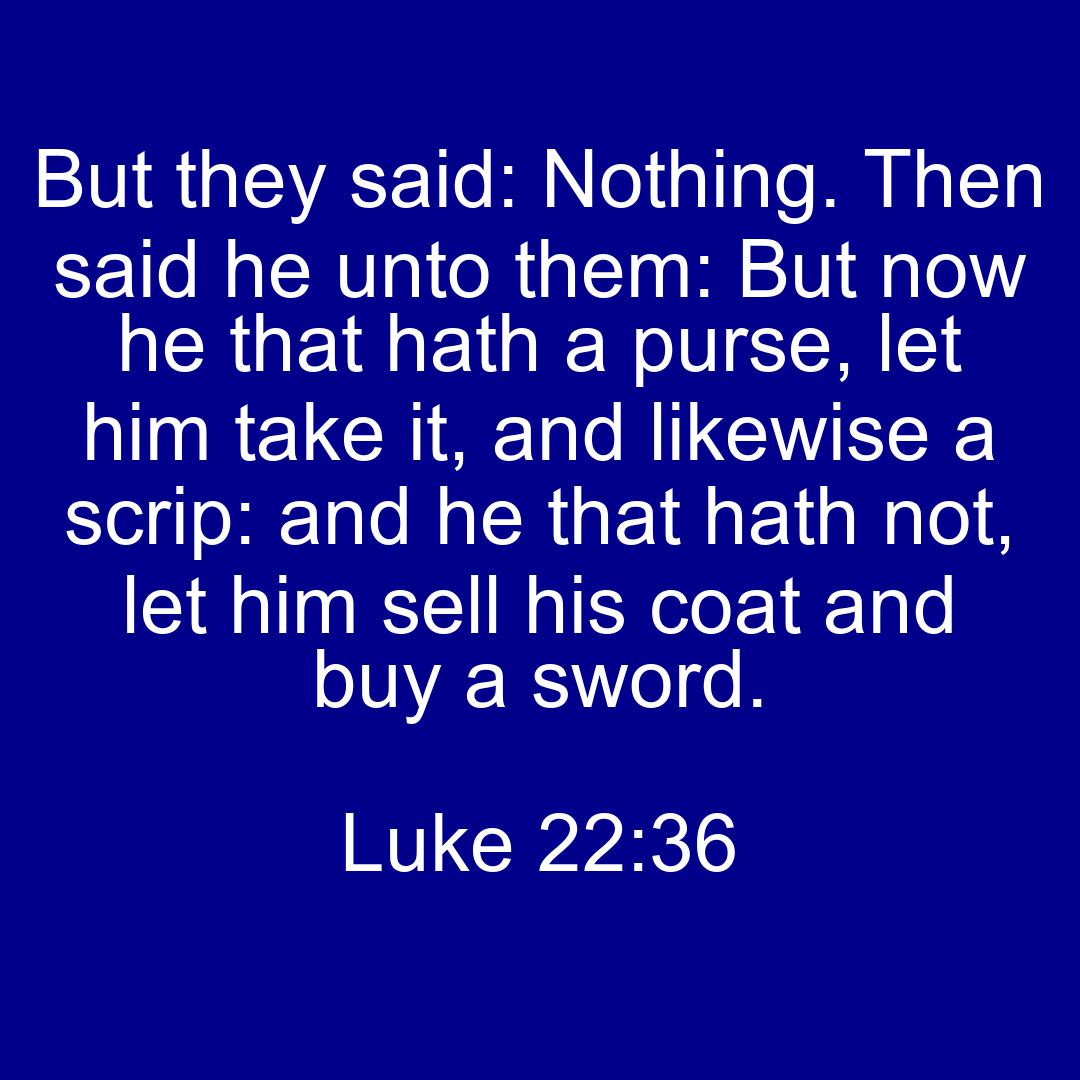 But they said: Nothing. Then
said he unto them: But now
he that hath a purse, let
him take it, and likewise a
scrip: and he that hath not,
let him sell his coat and
buy a sword.
Luke 22:36